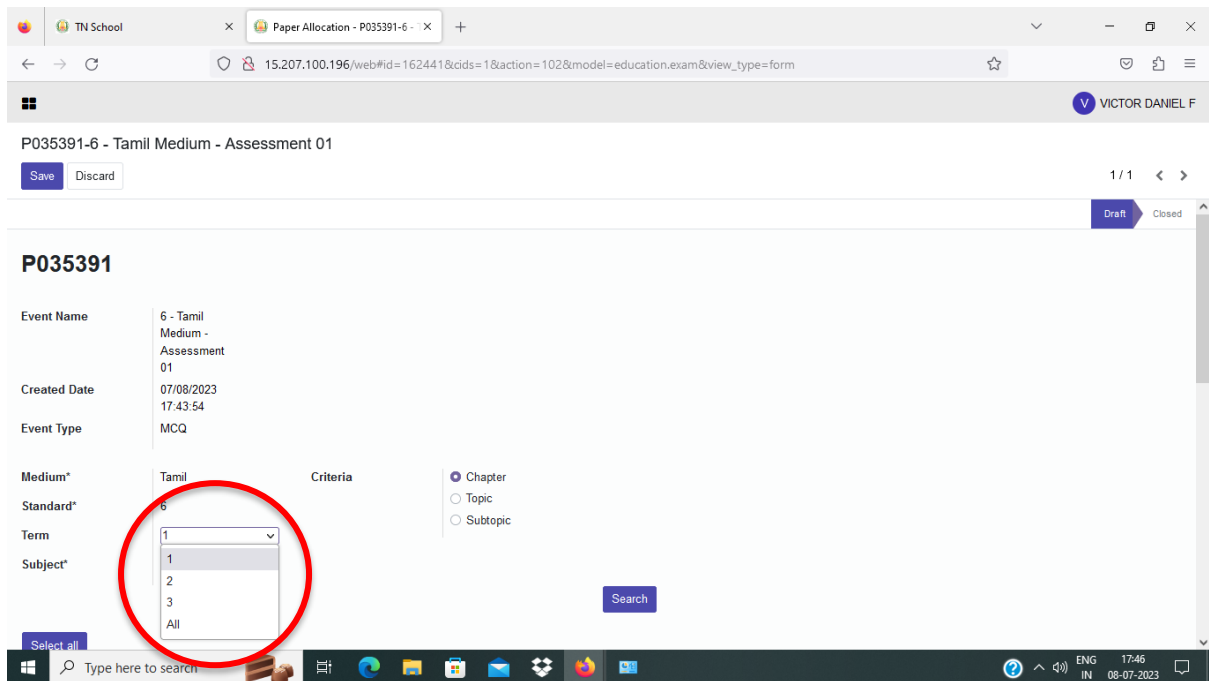 TN School
Paper Allocation - P035391-6 - T
15.207.100.196/web#id=162441&cids=1&action=102&model=education.exam&view_type=form
V VICTOR DANIEL F
P035391-6 - Tamil Medium - Assessment 01
Save Discard 1 / 1
Draft Closed
P035391
Event Name 6 - Tamil
Medium -
Assessment
01
Created Date 07/08/2023
17:43:54
Event Type MCQ
Medium* Tamil Criteria Chapter
Standard* 6 Topic
Term 1 Subtopic
Subject* 1
2
3
All
Search
Select all
Type here to search
ENG 17:46
IN 08-07-2023